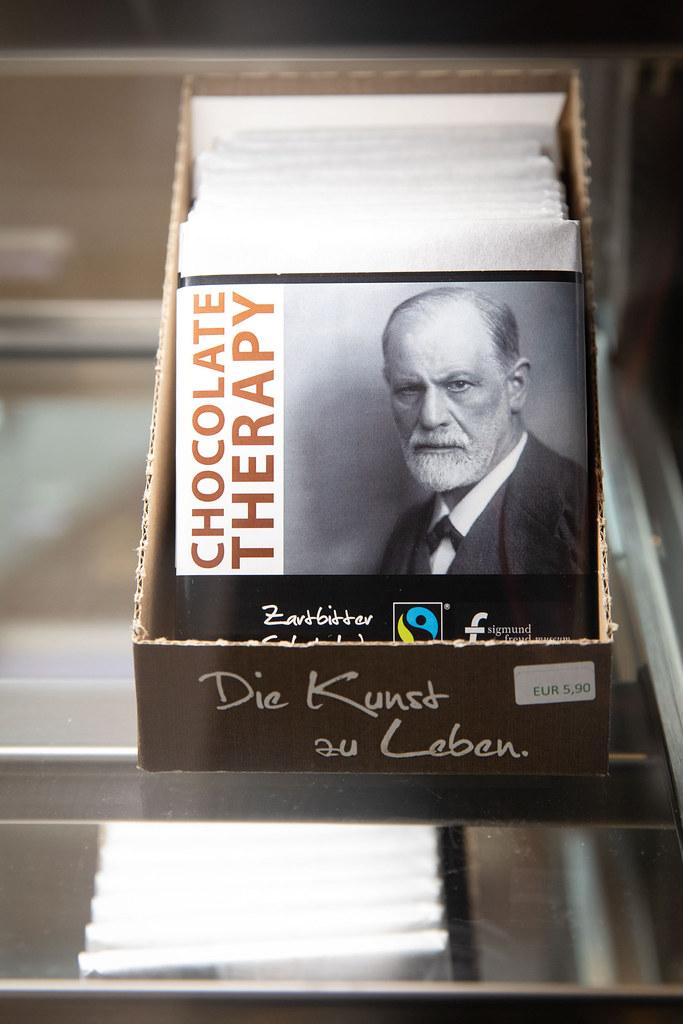 CHOCOLATE
THERAPY
Zartbitter
sigmund
freud museum
Die Kunst
zu Leben.
EUR 5,90